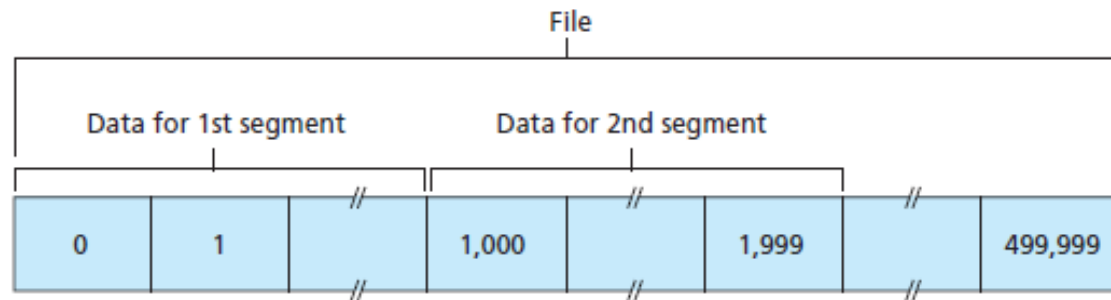 File
Data for 1st segment Data for 2nd segment
0 1 1,000 1,999 499,999